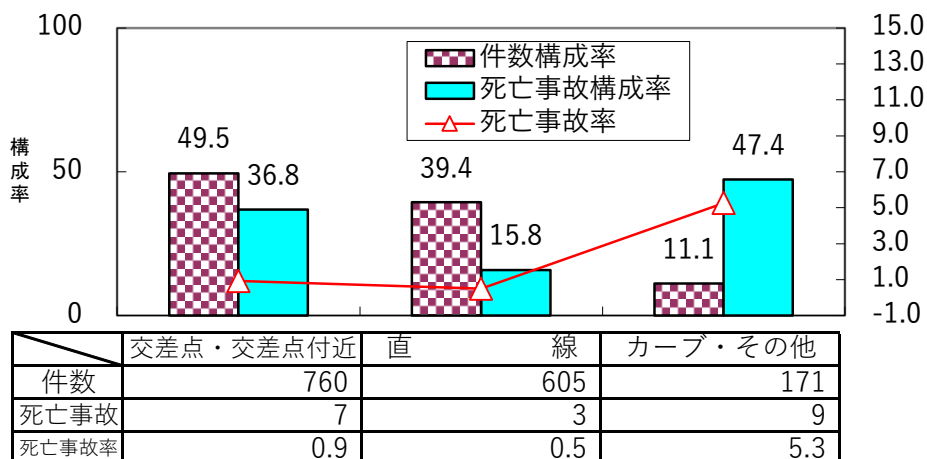 100
15.0
13.0
11.0
9.0
7.0
5.0
3.0
1.0
-1.0
50
0
構成率
件数構成率
死亡事故構成率
死亡事故率
49.5
36.8
39.4
15.8
11.1
47.4
交差点・交差点付近 直 線 カーブ・その他
件数 760 605 171
死亡事故 7 3 9
死亡事故率 0.9 0.5 5.3